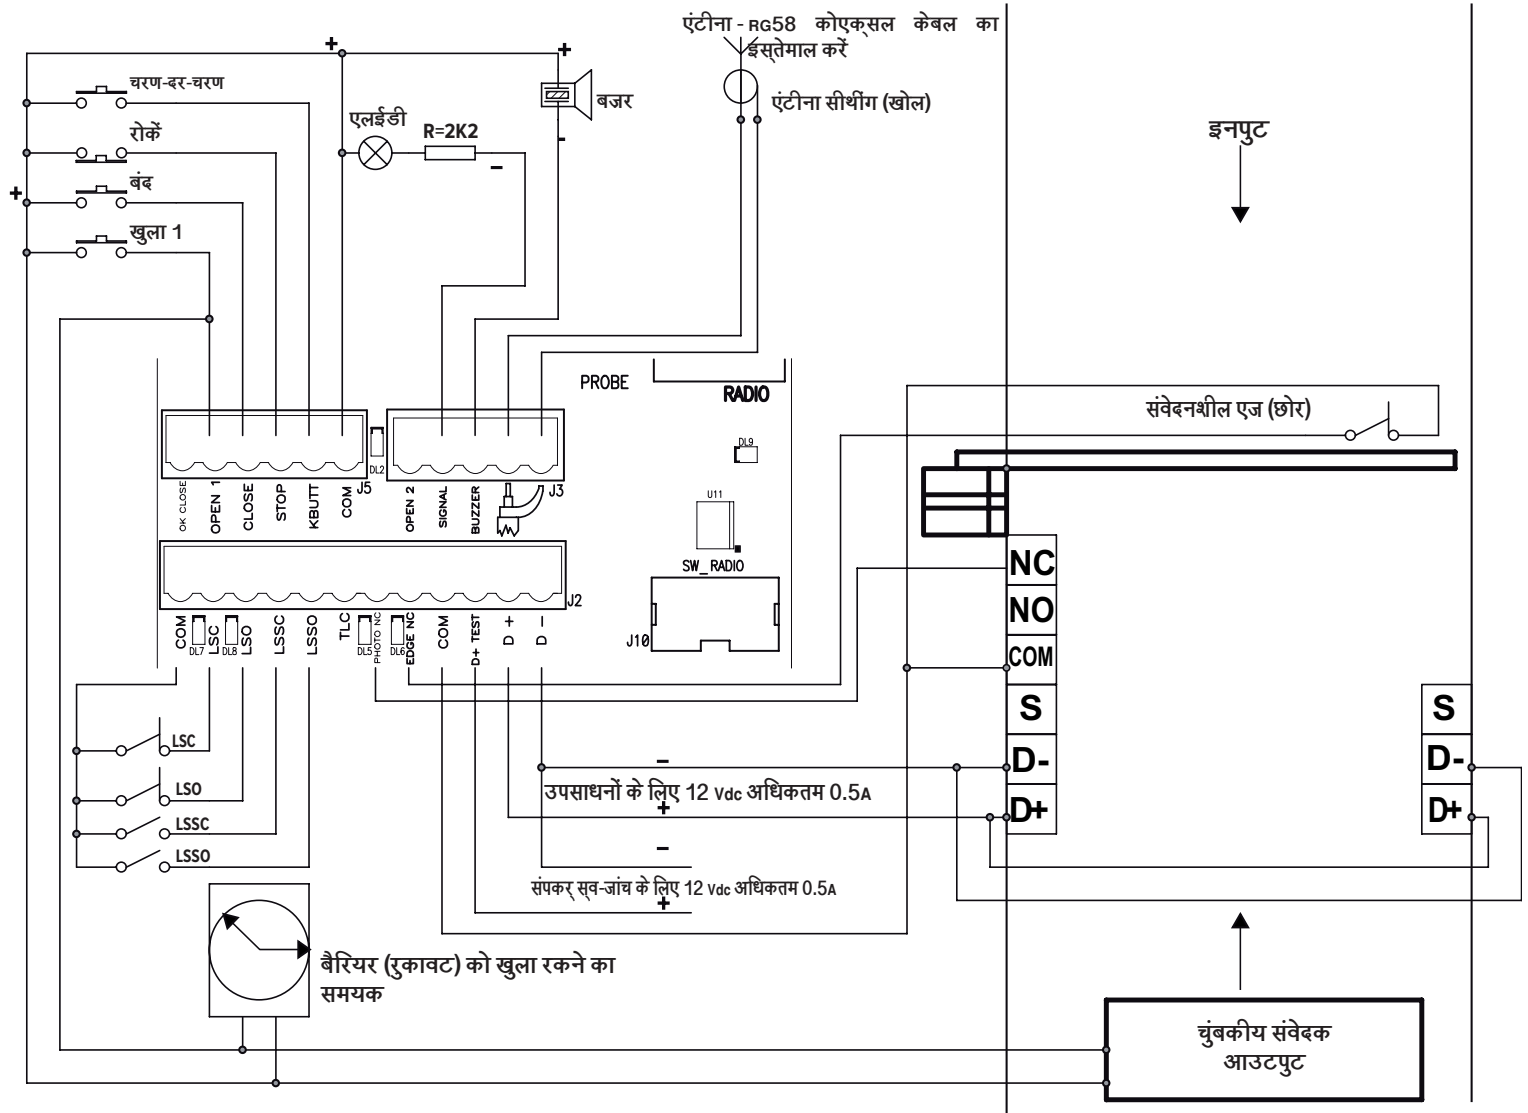 एंटीना - RG58 कोएक्सल केबल का
इस्तेमाल करें
+
+
चरण-दर-चरण
एंटीना सीथींग (खोल)
बजर
एलईडी
R=2K2
रोकें
-
-
इनपुट
+
बंद
खुला 1
PROBE
RADIO
संवेदनशील एज (छोर)
DL9
DL2
J5
J3
OK CLOSE
OPEN 1
CLOSE
STOP
KBUTT
COM
OPEN 2
SIGNAL
BUZZER
U11
SW_RADIO
J10
J2
COM
DL7
LSC
DL8
LSO
LSSC
LSSO
TLC
DL5
PHOTO NC
DL6
EDGE NC
COM
D+ TEST
D +
D -
NC
NO
COM
S
D-
D+
S
D-
D+
LSC
LSO
LSSC
LSSO
-
उपसाधनों के लिए 12 Vdc अधिकतम 0.5A
+
-
संपकर् स्व-जांच के लिए 12 Vdc अधिकतम 0.5A
+
बैरियर (रुकावट) को खुला रकने का
समयक
चुंबकीय संवेदक
आउटपुट